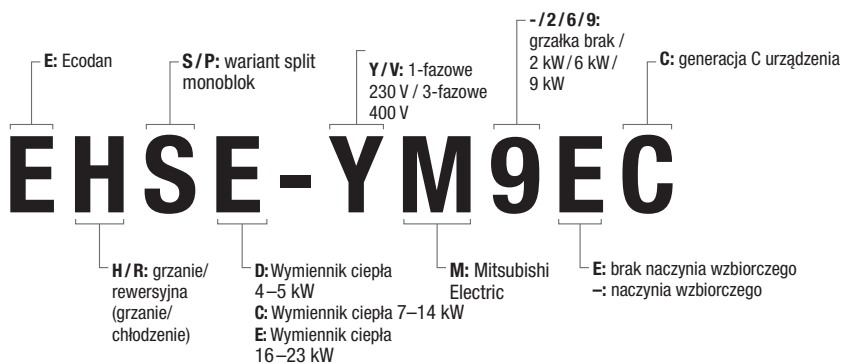 E: Ecodan
S / P: wariant split
monoblok
Y / V: 1-fazowe
230 V / 3-fazowe
400 V
- / 2 / 6 / 9:
grzałka brak /
2 kW / 6 kW /
9 kW
C: generacja C urządzenia
EHSE-YM9EC
H / R: grzanie/
rewersyjna
(grzanie/
chłodzenie)
D: Wymiennik ciepła
4–5 kW
C: Wymiennik ciepła 7–14 kW
E: Wymiennik ciepła
16–23 kW
M: Mitsubishi
Electric
E: brak naczynia wzbiorczego
–: naczynia wzbiorczego